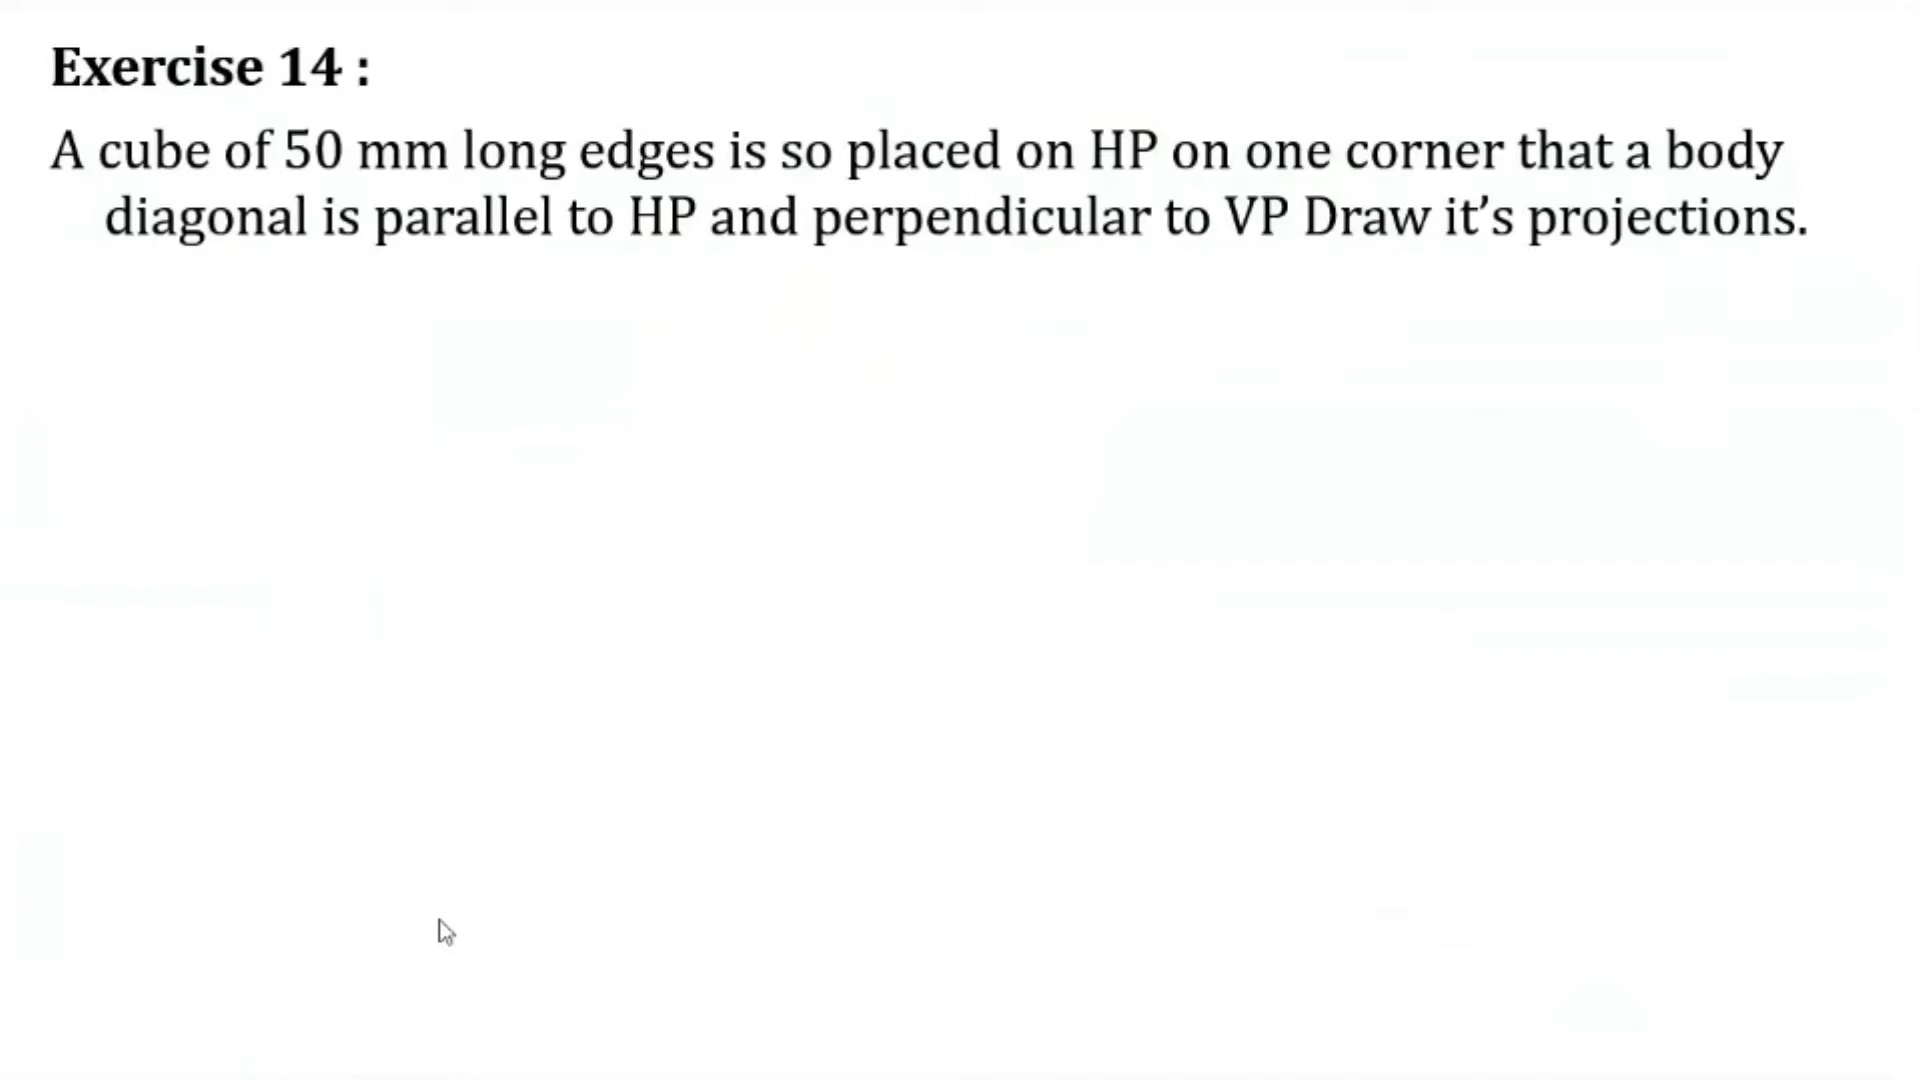 Exercise 14 :
A cube of 50 mm long edges is so placed on HP on one corner that a body
diagonal is parallel to HP and perpendicular to VP Draw it’s projections.